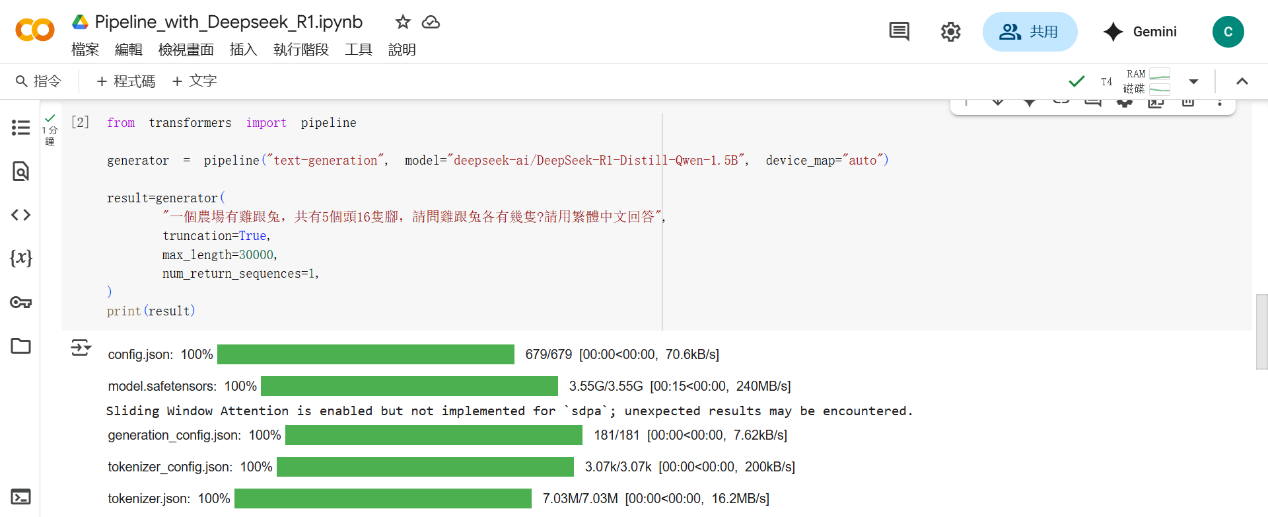 Pipeline_with_Deepseek_R1.ipynb
檔案 編輯 檢視畫面 插入 執行階段 工具 說明
共用
Gemini
C
指令 + 程式碼 + 文字
T4
RAM
磁碟
1 分鐘
[2] from transformers import pipeline
generator = pipeline("text-generation", model="deepseek-ai/DeepSeek-R1-Distill-Qwen-1.5B", device_map="auto")
result=generator(
"一個農場有雞跟兔，共有5個頭16隻腳，請問雞跟兔各有幾隻?請用繁體中文回答",
truncation=True,
max_length=30000,
num_return_sequences=1,
)
print(result)
config.json: 100% 679/679 [00:00<00:00, 70.6kB/s]
model.safetensors: 100% 3.55G/3.55G [00:15<00:00, 240MB/s]
Sliding Window Attention is enabled but not implemented for `sdpa`; unexpected results may be encountered.
generation_config.json: 100% 181/181 [00:00<00:00, 7.62kB/s]
tokenizer_config.json: 100% 3.07k/3.07k [00:00<00:00, 200kB/s]
tokenizer.json: 100% 7.03M/7.03M [00:00<00:00, 16.2MB/s]